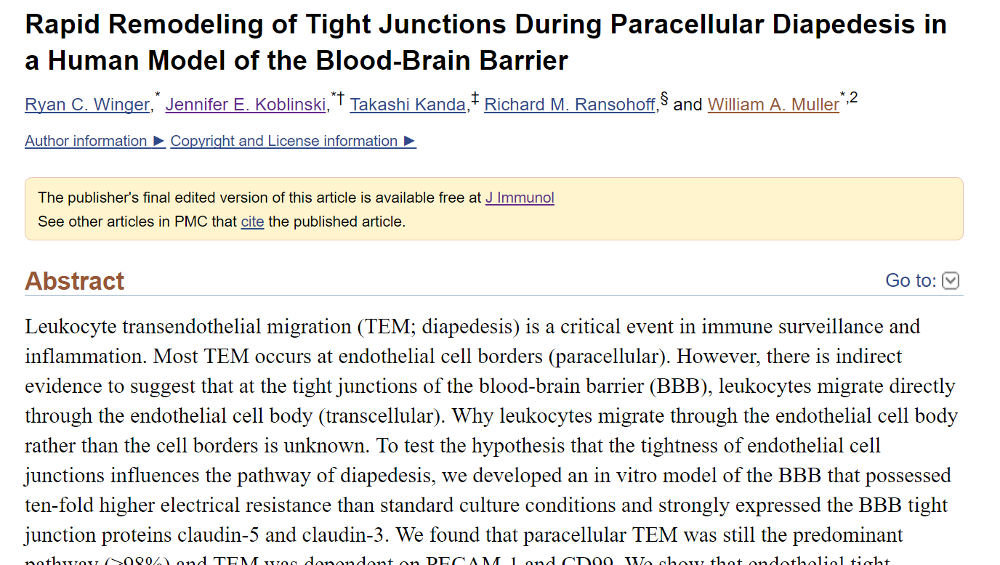 Rapid Remodeling of Tight Junctions During Paracellular Diapedesis in
a Human Model of the Blood-Brain Barrier
Ryan C. Winger,* Jennifer E. Koblinski,*† Takashi Kanda,‡ Richard M. Ransohoff,§ and William A. Muller*,2
Author information ► Copyright and License information ►
The publisher's final edited version of this article is available free at J Immunol
See other articles in PMC that cite the published article.
Abstract
Go to:
Leukocyte transendothelial migration (TEM; diapedesis) is a critical event in immune surveillance and
inflammation. Most TEM occurs at endothelial cell borders (paracellular). However, there is indirect
evidence to suggest that at the tight junctions of the blood-brain barrier (BBB), leukocytes migrate directly
through the endothelial cell body (transcellular). Why leukocytes migrate through the endothelial cell body
rather than the cell borders is unknown. To test the hypothesis that the tightness of endothelial cell
junctions influences the pathway of diapedesis, we developed an in vitro model of the BBB that possessed
ten-fold higher electrical resistance than standard culture conditions and strongly expressed the BBB tight
junction proteins claudin-5 and claudin-3. We found that paracellular TEM was still the predominant
pathway (≥98%) and TEM was dependent on PECAM-1 and CD99. We show that endothelial tight